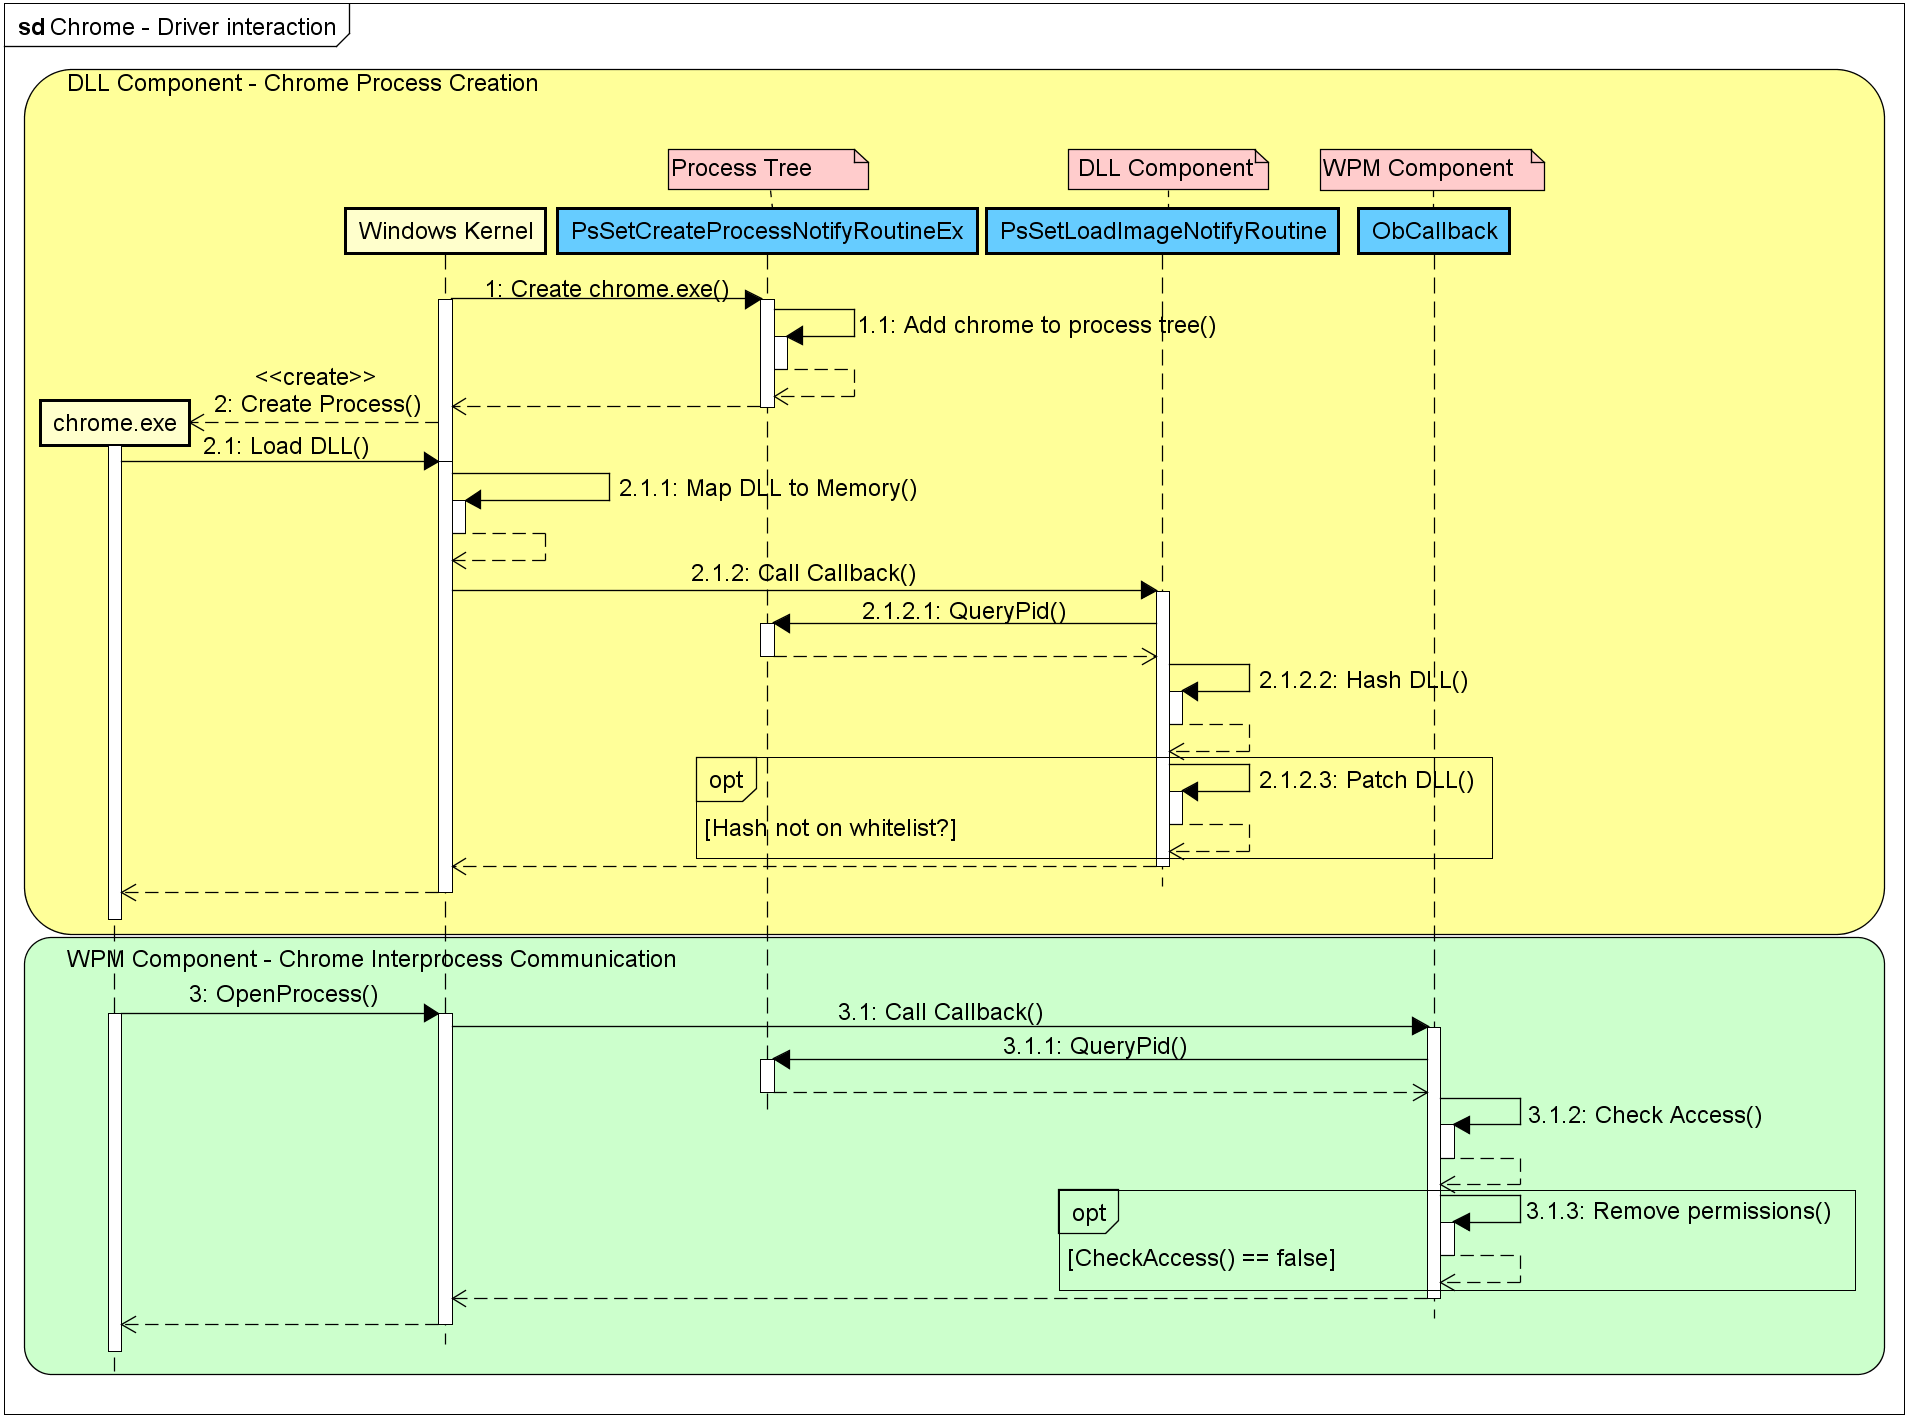 sd Chrome - Driver interaction
DLL Component - Chrome Process Creation
Process Tree
DLL Component
WPM Component
Windows Kernel
PsSetCreateProcessNotifyRoutineEx
PsSetLoadImageNotifyRoutine
ObCallback
1: Create chrome.exe()
1.1: Add chrome to process tree()
<<create>>
2: Create Process()
chrome.exe
2.1: Load DLL()
2.1.1: Map DLL to Memory()
2.1.2: Call Callback()
2.1.2.1: QueryPid()
2.1.2.2: Hash DLL()
opt
2.1.2.3: Patch DLL()
[Hash not on whitelist?]
WPM Component - Chrome Interprocess Communication
3: OpenProcess()
3.1: Call Callback()
3.1.1: QueryPid()
3.1.2: Check Access()
opt
3.1.3: Remove permissions()
[CheckAccess() == false]